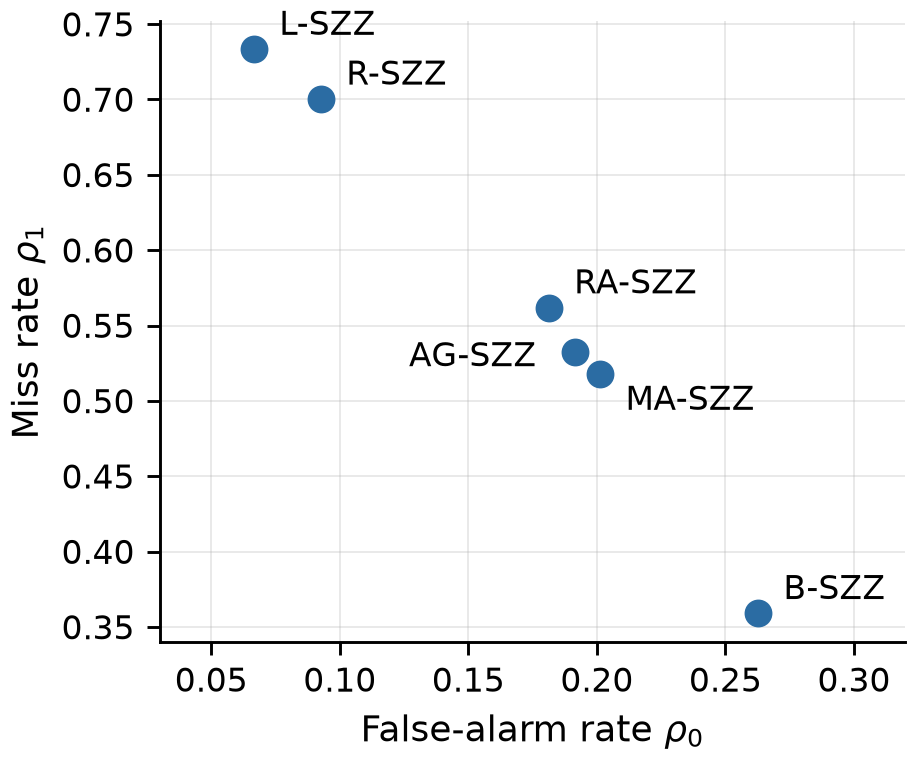 0.75
0.70
0.65
0.60
0.55
0.50
0.45
0.40
0.35
Miss rate ρ₁
L-SZZ
R-SZZ
RA-SZZ
AG-SZZ
MA-SZZ
B-SZZ
0.05 0.10 0.15 0.20 0.25 0.30
False-alarm rate ρ₀